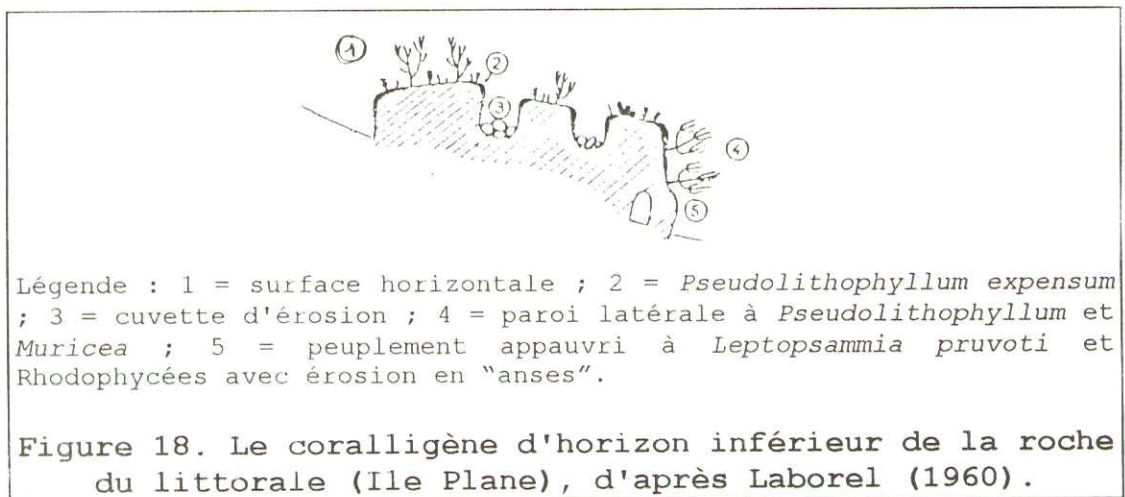 1
2
3
4
5
Légende : 1 = surface horizontale ; 2 = Pseudolithophyllum expensum
; 3 = cuvette d'érosion ; 4 = paroi latérale à Pseudolithophyllum et
Muricea ; 5 = peuplement appauvri à Leptopsammia pruvoti et
Rhodophycées avec érosion en "anses".
Figure 18. Le coralligène d'horizon inférieur de la roche
du littorale (Ile Plane), d'après Laborel (1960).